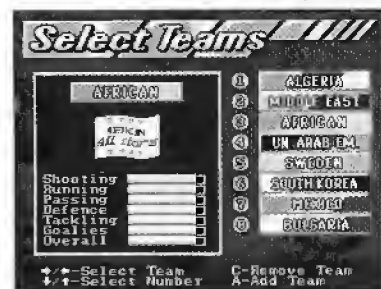 Select Teams
AFRICAN
AFRICAN
All Stars
Shooting
Running
Passing
Defence
Tackling
Goalies
Overall
1 ALGERIA
2 MIDDLE EAST
3 AFRICAN
4 UN ARAB EM.
5 SWEDEN
6 SOUTH KOREA
7 MEXICO
8 BULGARIA
→/←-Select Team
↓/↑-Select Number
C-Remove Team
A-Add Team